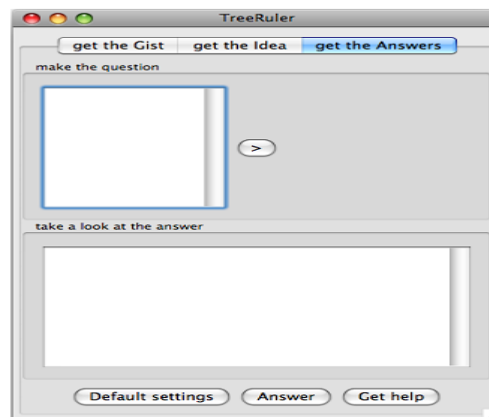 TreeRuler
get the Gist get the Idea get the Answers
make the question
>
take a look at the answer
Default settings Answer Get help